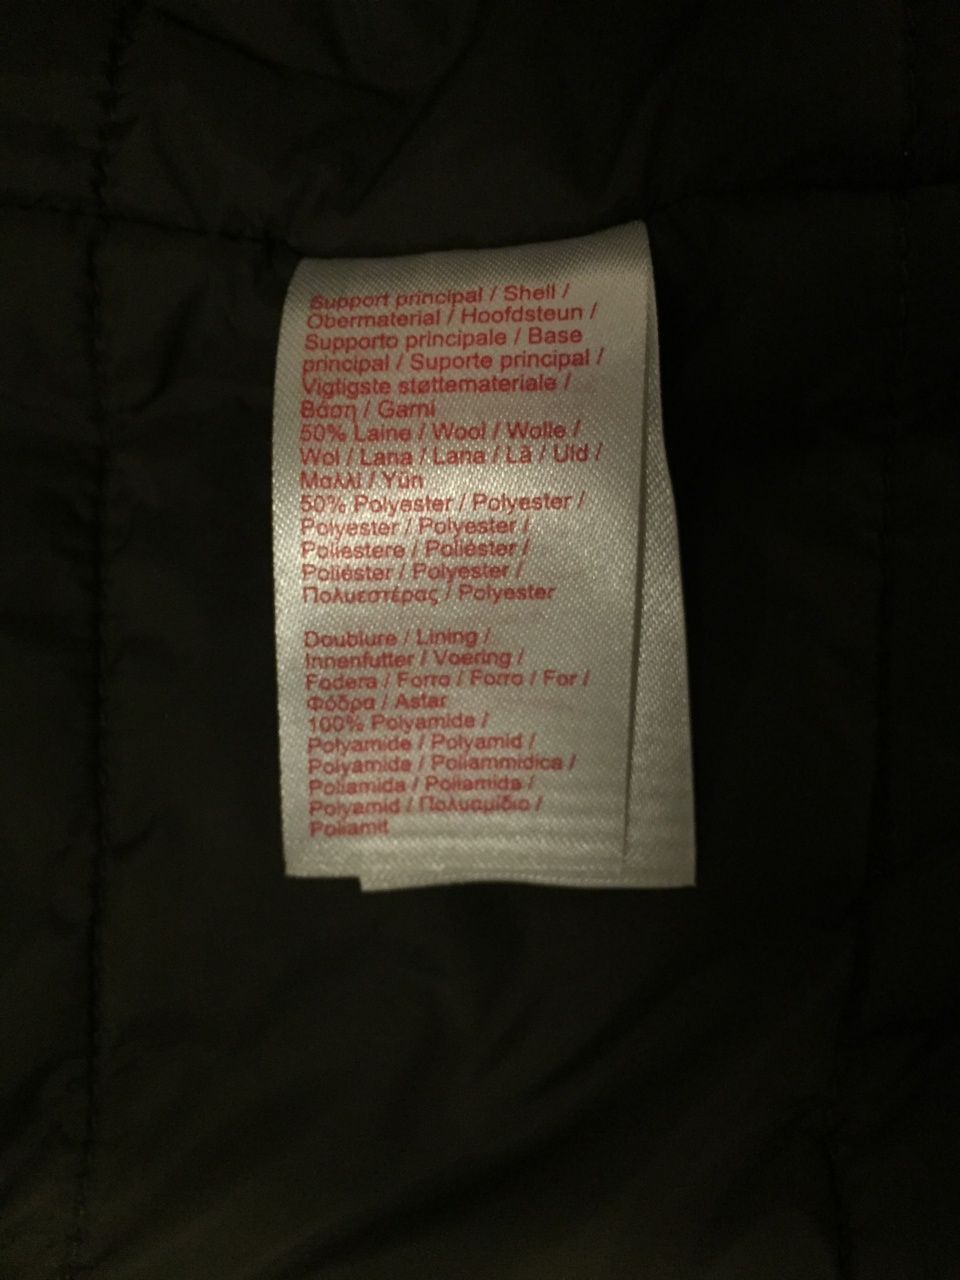 Support principal / Shell /
Obermaterial / Hoofdsteun /
Supporto principale / Base
principal / Suporte principal /
Vigtigste støttemateriale /
Βάση / Garni
50% Laine / Wool / Wolle /
Wol / Lana / Lana / Lã / Uld /
Μαλλί / Yün
50% Polyester / Polyester /
Polyester / Polyester /
Poliestere / Poliéster /
Poliéster / Polyester /
Πολυεστέρας / Polyester
Doublure / Lining /
Innenfutter / Voering /
Fodera / Forro / Forro / For /
Φόδρα / Astar
100% Polyamide /
Polyamide / Polyamid /
Polyamide / Poliammidica /
Poliamida / Poliamida /
Polyamid / Πολυαμίδιο /
Poliamit